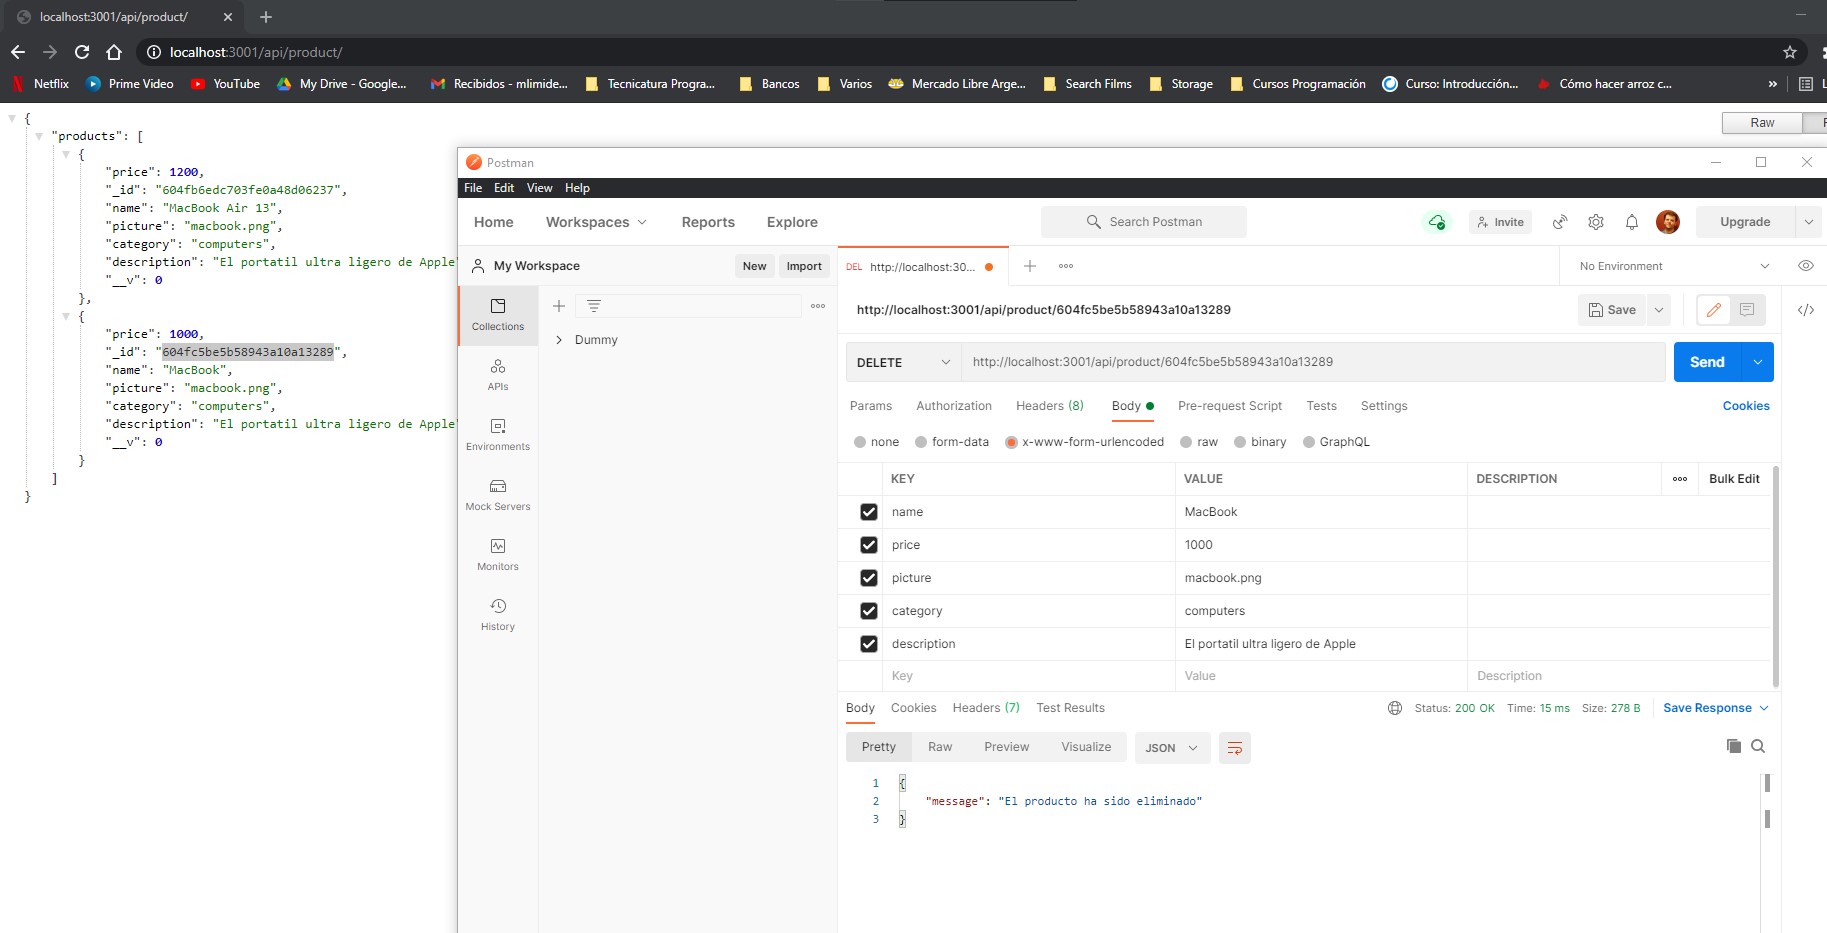 localhost:3001/api/product/
localhost:3001/api/product/
Netflix Prime Video YouTube My Drive - Google... Recibidos - mlimide... Tecnicatura Progra... Bancos Varios Mercado Libre Arge... Search Films Storage Cursos Programación Curso: Introducción... Cómo hacer arroz c... »
Raw
{
"products": [
{
"price": 1200,
"_id": "604fb6edc703fe0a48d06237",
"name": "MacBook Air 13",
"picture": "macbook.png",
"category": "computers",
"description": "El portatil ultra ligero de Apple"
"__v": 0
},
{
"price": 1000,
"_id": "604fc5be5b58943a10a13289",
"name": "MacBook",
"picture": "macbook.png",
"category": "computers",
"description": "El portatil ultra ligero de Apple"
"__v": 0
}
]
}
Postman
File Edit View Help
Home Workspaces Reports Explore Search Postman Invite Upgrade
My Workspace New Import
DEL http://localhost:30... No Environment
Collections
APIs
Environments
Mock Servers
Monitors
History
Dummy
http://localhost:3001/api/product/604fc5be5b58943a10a13289 Save </>
DELETE http://localhost:3001/api/product/604fc5be5b58943a10a13289 Send
Params Authorization Headers (8) Body Pre-request Script Tests Settings Cookies
none form-data x-www-form-urlencoded raw binary GraphQL
KEY VALUE DESCRIPTION Bulk Edit
name MacBook
price 1000
picture macbook.png
category computers
description El portatil ultra ligero de Apple
Key Value Description
Body Cookies Headers (7) Test Results Status: 200 OK Time: 15 ms Size: 278 B Save Response
Pretty Raw Preview Visualize JSON
1 {
2 "message": "El producto ha sido eliminado"
3 }